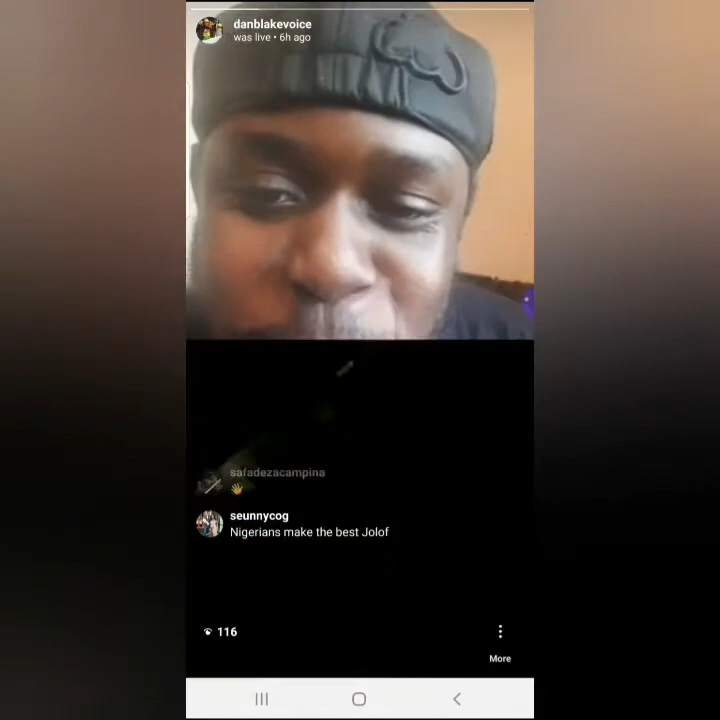 danblakevoice
was live • 6h ago
safadezacampina
👋
seunnycog
Nigerians make the best Jolof
116
More